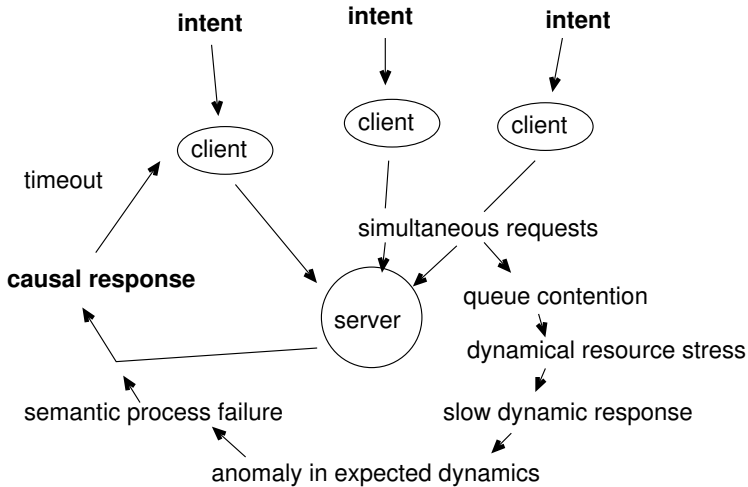 intent
intent
intent
client
client
client
timeout
simultaneous requests
causal response
queue contention
server
dynamical resource stress
semantic process failure
slow dynamic response
anomaly in expected dynamics